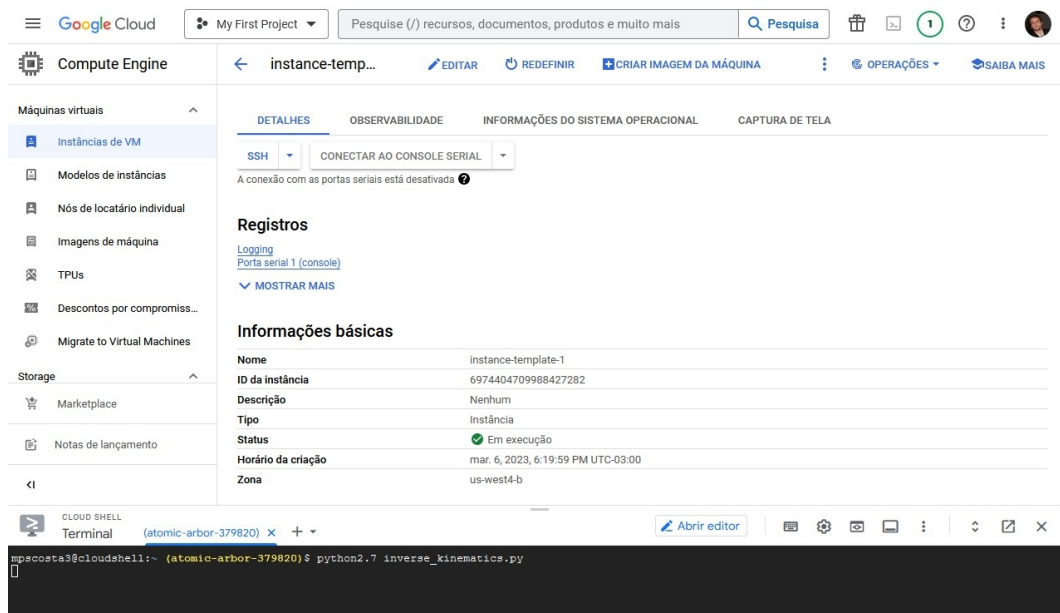 Google Cloud
My First Project
Pesquise (/) recursos, documentos, produtos e muito mais
Pesquisa
1
Compute Engine
instance-temp...
EDITAR
REDEFINIR
CRIAR IMAGEM DA MÁQUINA
OPERAÇÕES
SAIBA MAIS
Máquinas virtuais
Instâncias de VM
Modelos de instâncias
Nós de locatário individual
Imagens de máquina
TPUs
Descontos por compromiss...
Migrate to Virtual Machines
Storage
Marketplace
Notas de lançamento
DETALHES
OBSERVABILIDADE
INFORMAÇÕES DO SISTEMA OPERACIONAL
CAPTURA DE TELA
SSH
CONECTAR AO CONSOLE SERIAL
A conexão com as portas seriais está desativada
Registros
Logging
Porta serial 1 (console)
MOSTRAR MAIS
Informações básicas
Nome instance-template-1
ID da instância 6974404709988427282
Descrição Nenhum
Tipo Instância
Status Em execução
Horário da criação mar. 6, 2023, 6:19:59 PM UTC-03:00
Zona us-west4-b
CLOUD SHELL
Terminal
(atomic-arbor-379820)
Abrir editor
mpscosta3@cloudshell:~ (atomic-arbor-379820)$ python2.7 inverse_kinematics.py